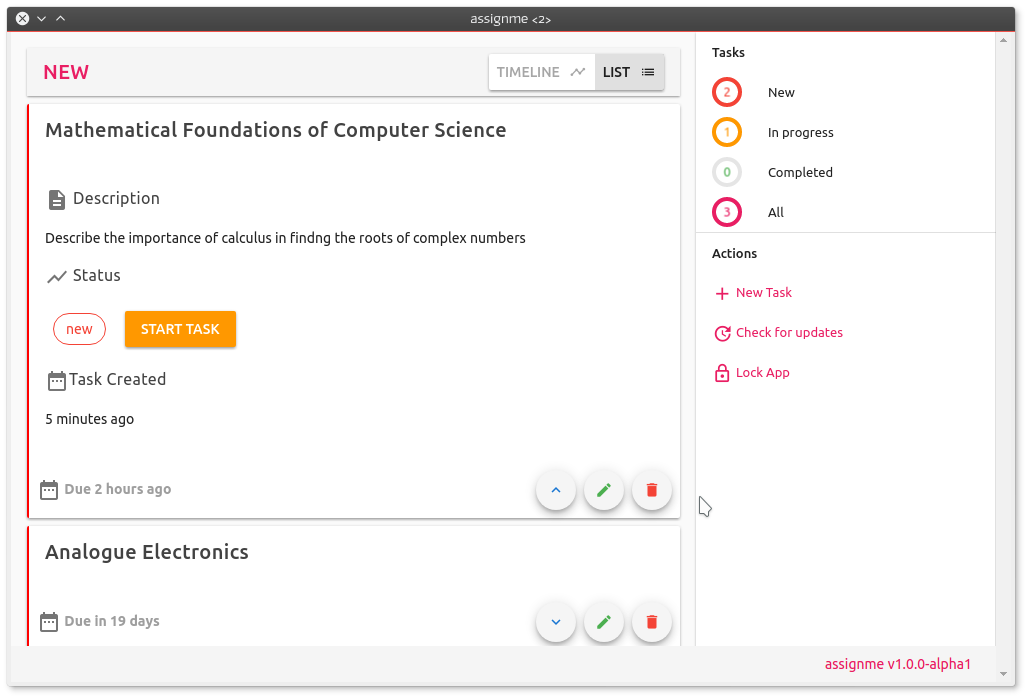 assignme <2>
NEW
TIMELINE
LIST
Mathematical Foundations of Computer Science
Description
Describe the importance of calculus in findng the roots of complex numbers
Status
new
START TASK
Task Created
5 minutes ago
Due 2 hours ago
Analogue Electronics
Due in 19 days
Tasks
2 New
1 In progress
0 Completed
3 All
Actions
New Task
Check for updates
Lock App
assignme v1.0.0-alpha1